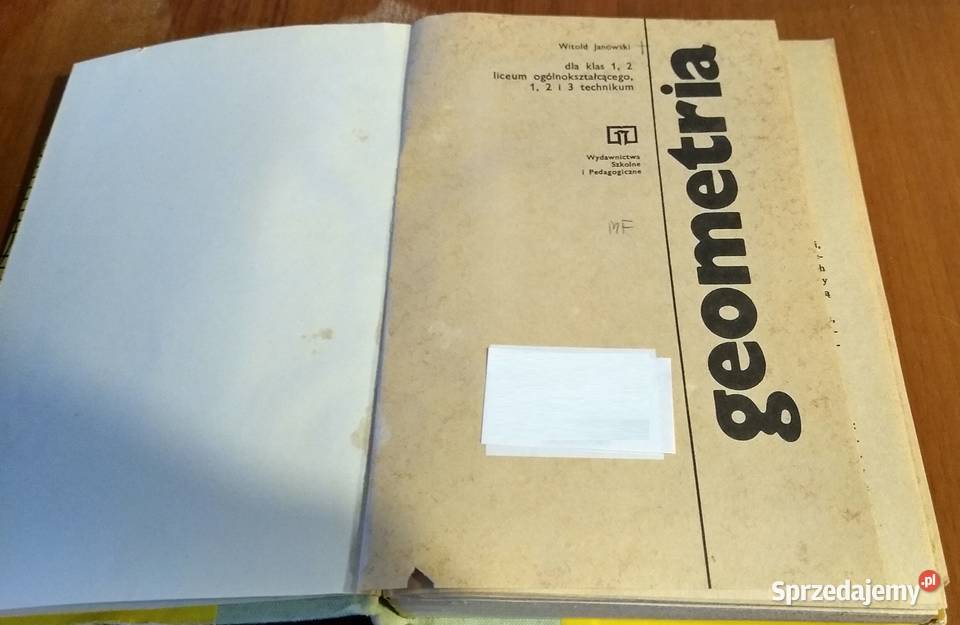 Witold Janowski
dla klas 1, 2
liceum ogólnokształcącego,
1, 2 i 3 technikum
Wydawnictwa
Szkolne
i Pedagogiczne
MF
geometria
i,
h
y
ą
Sprzedajemy.pl